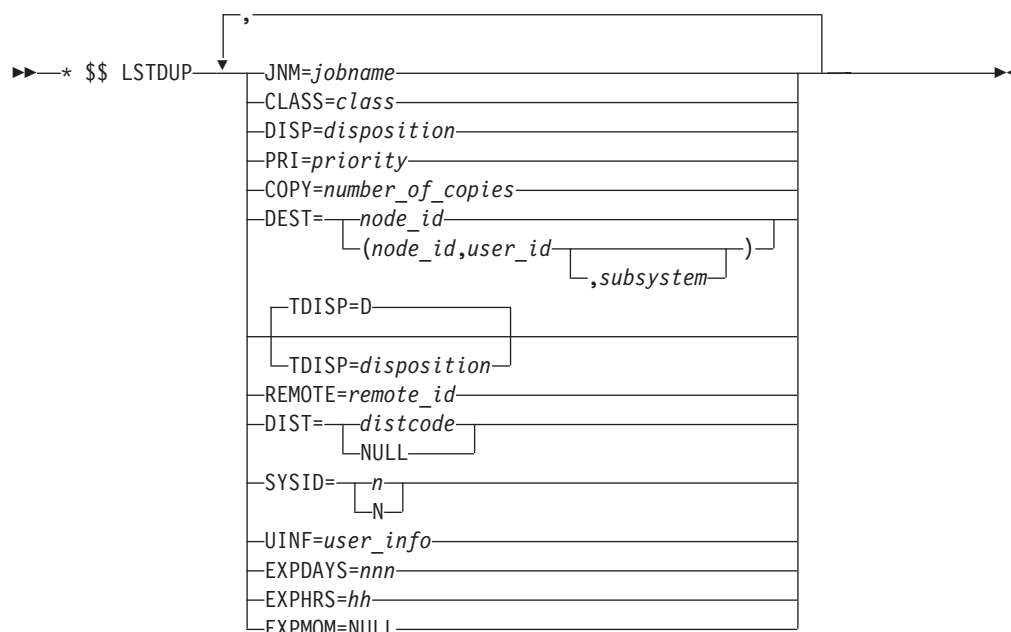 ,
* $$ LSTDUP
JNM=jobname
CLASS=class
DISP=disposition
PRI=priority
COPY=number_of_copies
DEST= node_id
(node_id,user_id )
,subsystem
TDISP=D
TDISP=disposition
REMOTE=remote_id
DIST= distcode
NULL
SYSID= n
N
UINF=user_info
EXPDAYS=nnn
EXPHRS=hh
EXPMOM=NULL